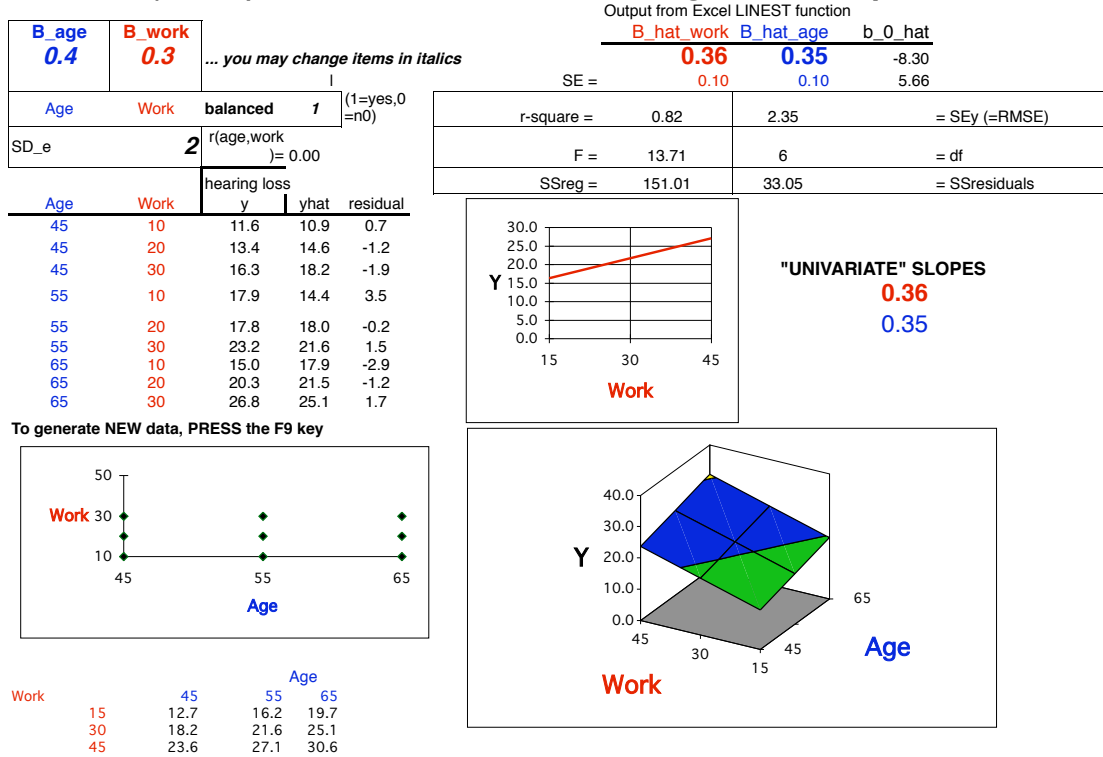 Output from Excel LINEST function
B_age B_work B_hat_work B_hat_age b_0_hat
0.4 0.3 ... you may change items in italics 0.36 0.35 -8.30
SE = 0.10 0.10 5.66
Age Work balanced 1 (1=yes,0 =n0)
r-square = 0.82 2.35 = SEy (=RMSE)
SD_e 2 r(age,work )= 0.00
F = 13.71 6 = df
SSreg = 151.01 33.05 = SSresiduals
hearing loss
Age Work y yhat residual
45 10 11.6 10.9 0.7
45 20 13.4 14.6 -1.2
45 30 16.3 18.2 -1.9
55 10 17.9 14.4 3.5
55 20 17.8 18.0 -0.2
55 30 23.2 21.6 1.5
65 10 15.0 17.9 -2.9
65 20 20.3 21.5 -1.2
65 30 26.8 25.1 1.7
30.0
25.0
20.0
Y 15.0
10.0
5.0
0.0
15 30 45
Work
"UNIVARIATE" SLOPES
0.36
0.35
To generate NEW data, PRESS the F9 key
50
Work 30
10
45 55 65
Age
40.0
30.0
Y 20.0
10.0
0.0
45 30 15
45 65
Work
Age
Age
Work 45 55 65
15 12.7 16.2 19.7
30 18.2 21.6 25.1
45 23.6 27.1 30.6